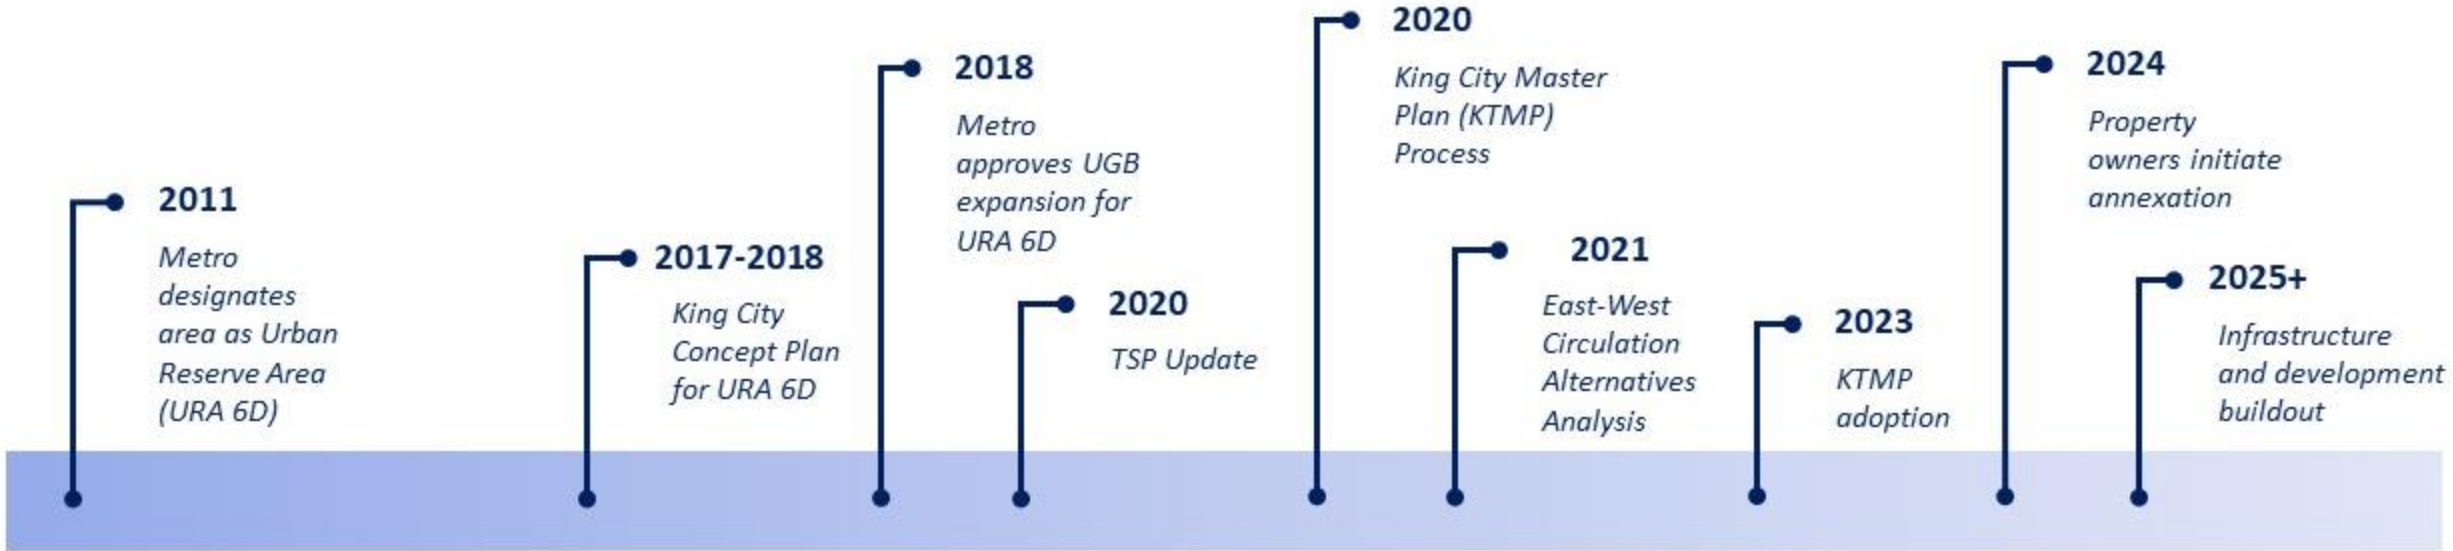 2011
Metro
designates
area as Urban
Reserve Area
(URA 6D)
2017-2018
King City
Concept Plan
for URA 6D
2018
Metro
approves UGB
expansion for
URA 6D
2020
TSP Update
2020
King City Master
Plan (KTMP)
Process
2021
East-West
Circulation
Alternatives
Analysis
2023
KTMP
adoption
2024
Property
owners initiate
annexation
2025+
Infrastructure
and development
buildout